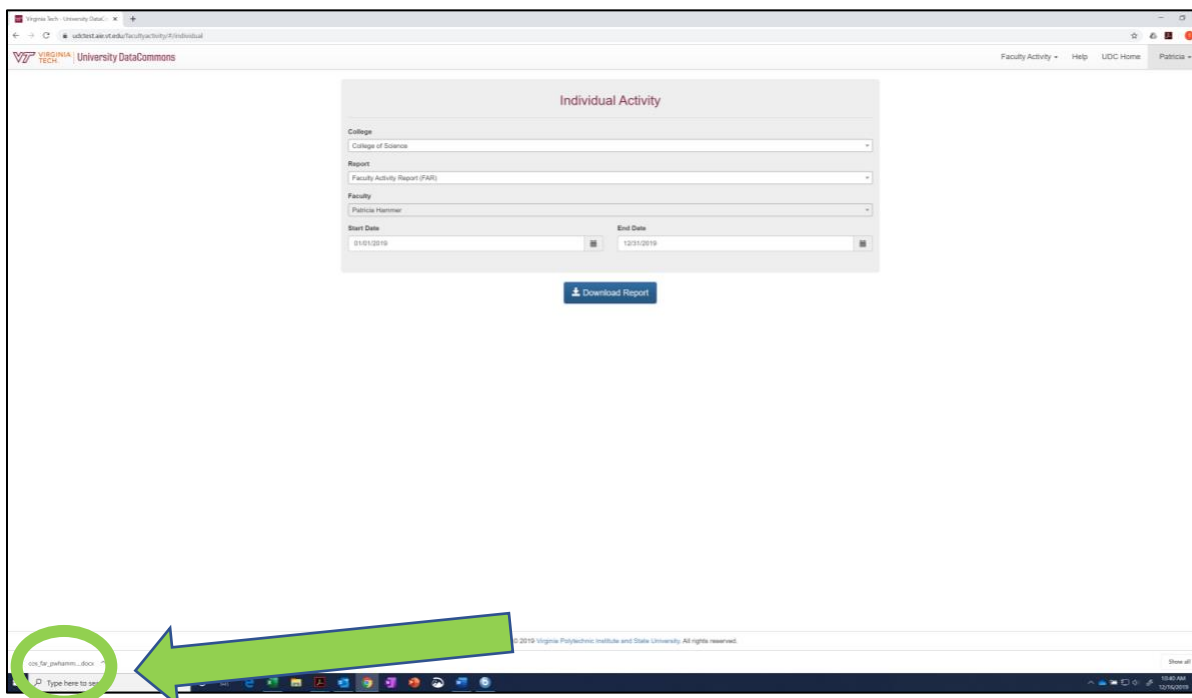 Virginia Tech - University DataC
udctest.aie.vt.edu/facultyactivity/#/individual
VT VIRGINIA TECH. University DataCommons
Faculty Activity Help UDC Home Patricia
Individual Activity
College
College of Science
Report
Faculty Activity Report (FAR)
Faculty
Patricia Hammer
Start Date End Date
01/01/2019 12/31/2019
Download Report
© 2019 Virginia Polytechnic Institute and State University. All rights reserved.
cos_far_pwhamm....docx Show all
Type here to sea
10:40 AM
12/16/2019